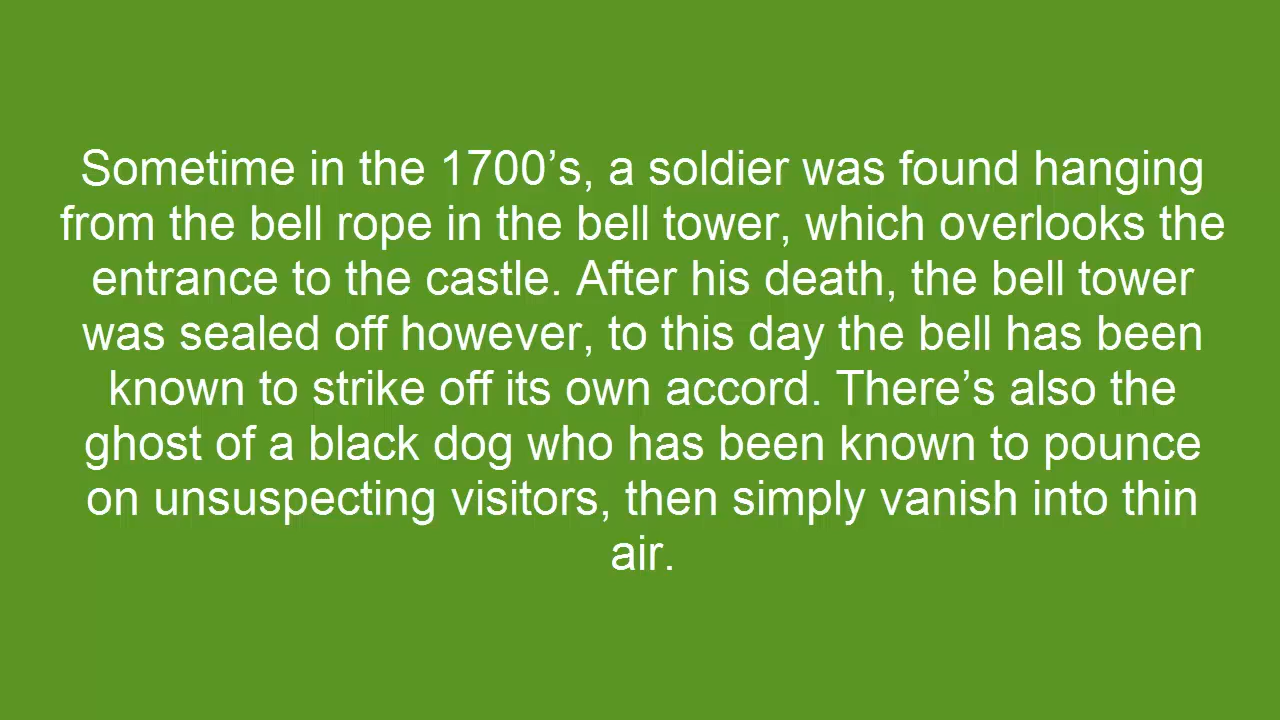 Sometime in the 1700’s, a soldier was found hanging
from the bell rope in the bell tower, which overlooks the
entrance to the castle. After his death, the bell tower
was sealed off however, to this day the bell has been
known to strike off its own accord. There’s also the
ghost of a black dog who has been known to pounce
on unsuspecting visitors, then simply vanish into thin
air.